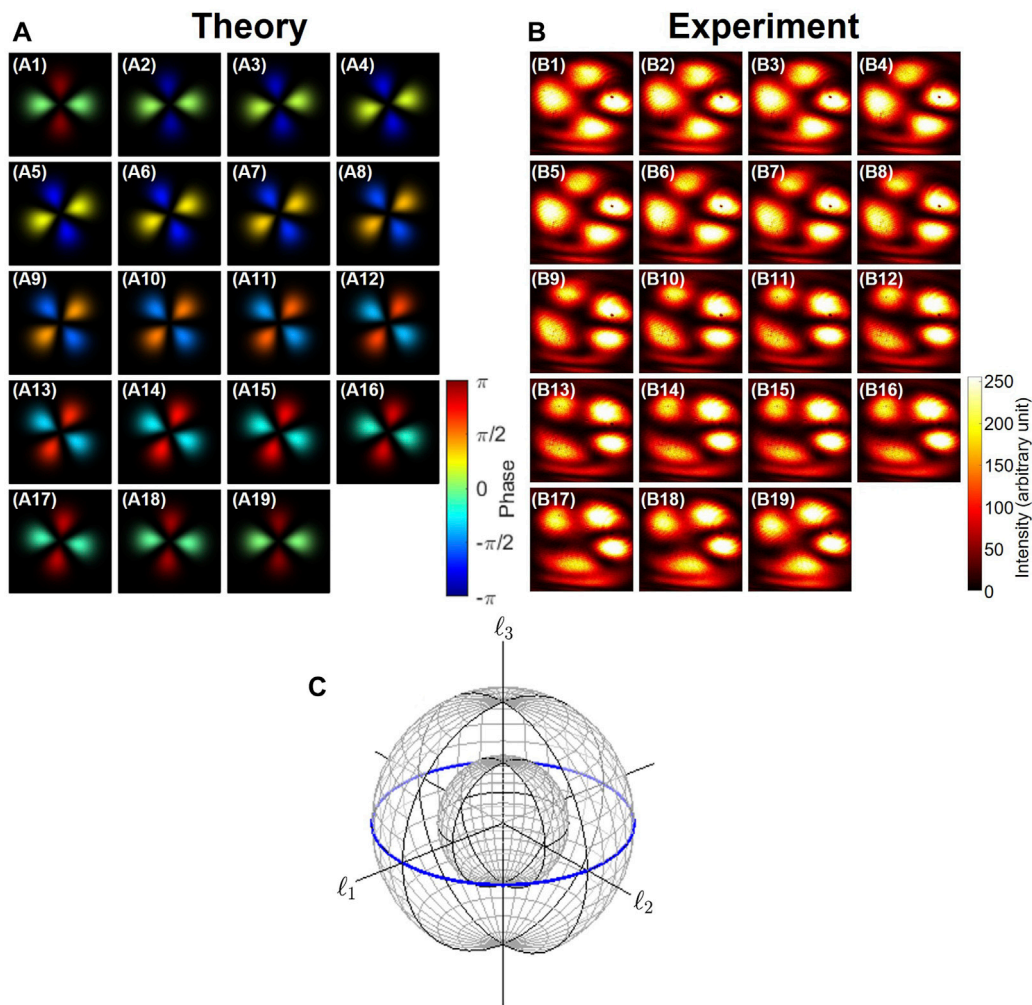 A Theory
B Experiment
(A1) (A2) (A3) (A4)
(B1) (B2) (B3) (B4)
(A5) (A6) (A7) (A8)
(B5) (B6) (B7) (B8)
(A9) (A10) (A11) (A12)
(B9) (B10) (B11) (B12)
(A13) (A14) (A15) (A16)
(B13) (B14) (B15) (B16)
(A17) (A18) (A19)
(B17) (B18) (B19)
π
π/2
0
-π/2
-π
Phase
250
200
150
100
50
0
Intensity (arbitrary unit)
C
ℓ3
ℓ1
ℓ2